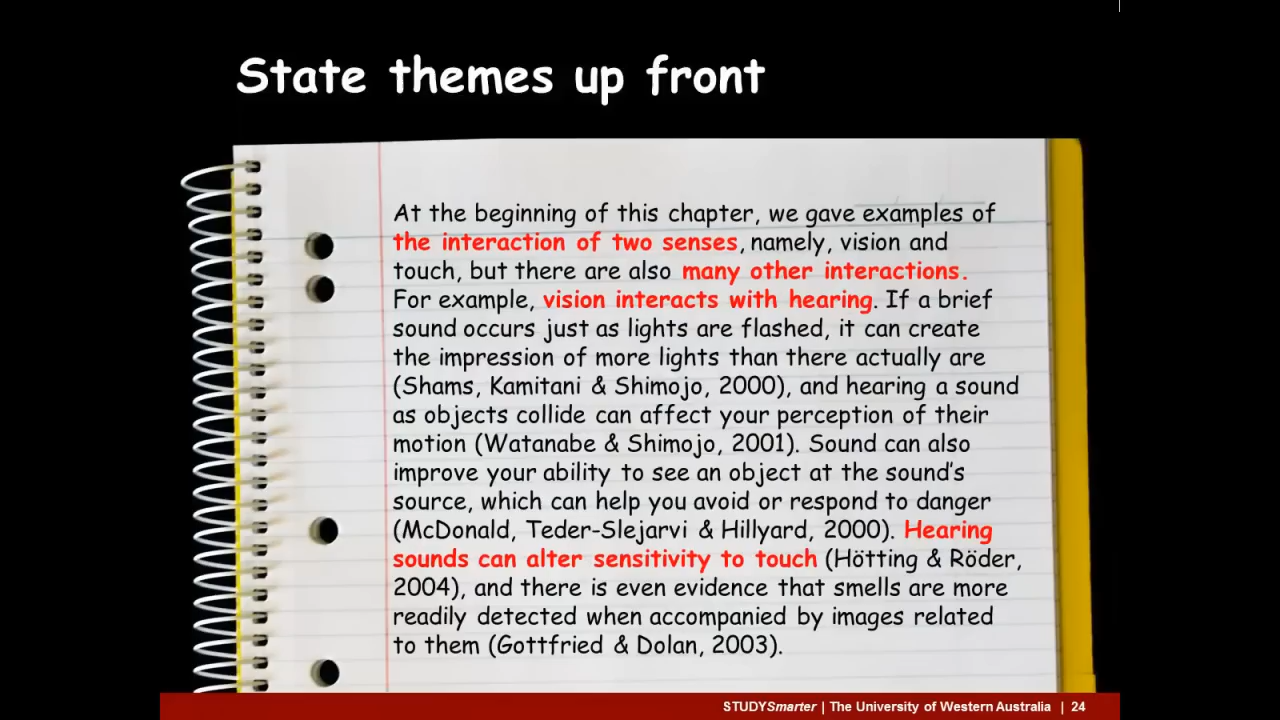 State themes up front
At the beginning of this chapter, we gave examples of
the interaction of two senses, namely, vision and
touch, but there are also many other interactions.
For example, vision interacts with hearing. If a brief
sound occurs just as lights are flashed, it can create
the impression of more lights than there actually are
(Shams, Kamitani & Shimojo, 2000), and hearing a sound
as objects collide can affect your perception of their
motion (Watanabe & Shimojo, 2001). Sound can also
improve your ability to see an object at the sound’s
source, which can help you avoid or respond to danger
(McDonald, Teder-Slejarvi & Hillyard, 2000). Hearing
sounds can alter sensitivity to touch (Hötting & Röder,
2004), and there is even evidence that smells are more
readily detected when accompanied by images related
to them (Gottfried & Dolan, 2003).
STUDYSmarter | The University of Western Australia | 24